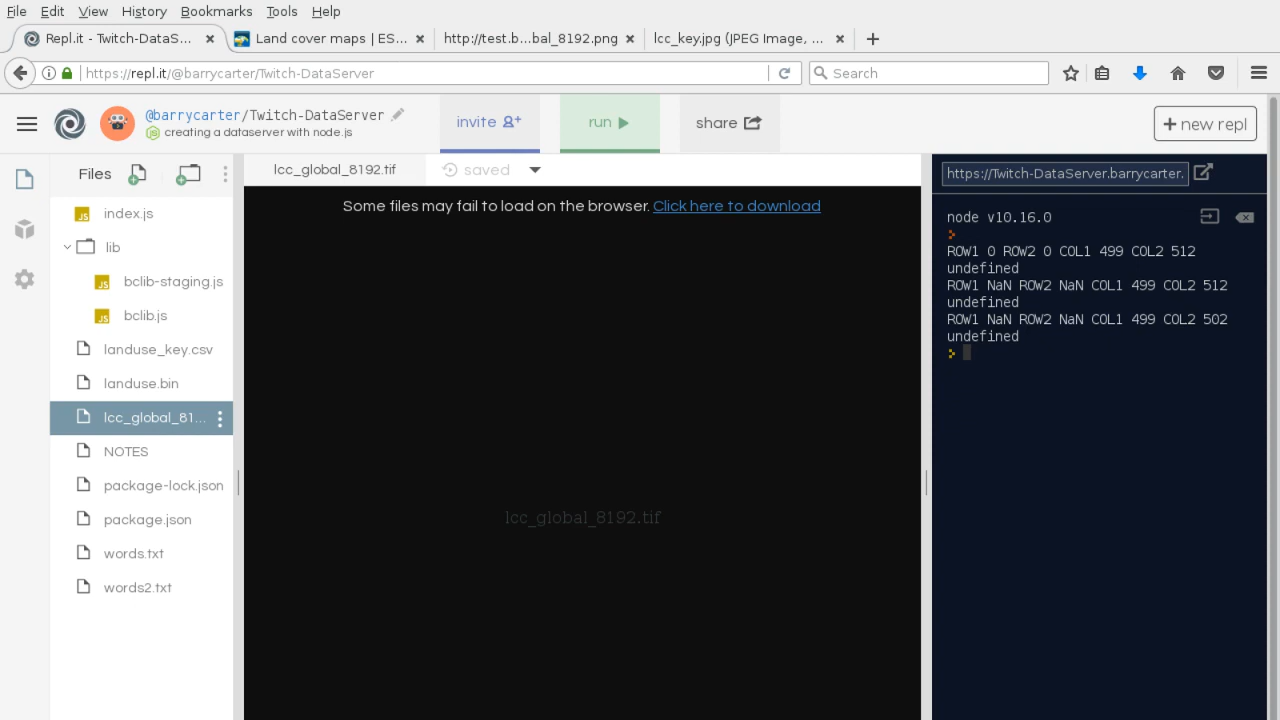 File Edit View History Bookmarks Tools Help
Repl.it - Twitch-DataS... × Land cover maps | ES... × http://test.b...bal_8192.png × lcc_key.jpg (JPEG Image, ... ×
https://repl.it/@barrycarter/Twitch-DataServer Search
@barrycarter/Twitch-DataServer
creating a dataserver with node.js
invite
run
share
+ new repl
Files
index.js
lib
bclib-staging.js
bclib.js
landuse_key.csv
landuse.bin
lcc_global_81...
NOTES
package-lock.json
package.json
words.txt
words2.txt
lcc_global_8192.tif saved
Some files may fail to load on the browser. Click here to download
lcc_global_8192.tif
https://Twitch-DataServer.barrycarter.
node v10.16.0
>
ROW1 0 ROW2 0 COL1 499 COL2 512
undefined
ROW1 NaN ROW2 NaN COL1 499 COL2 512
undefined
ROW1 NaN ROW2 NaN COL1 499 COL2 502
undefined
>